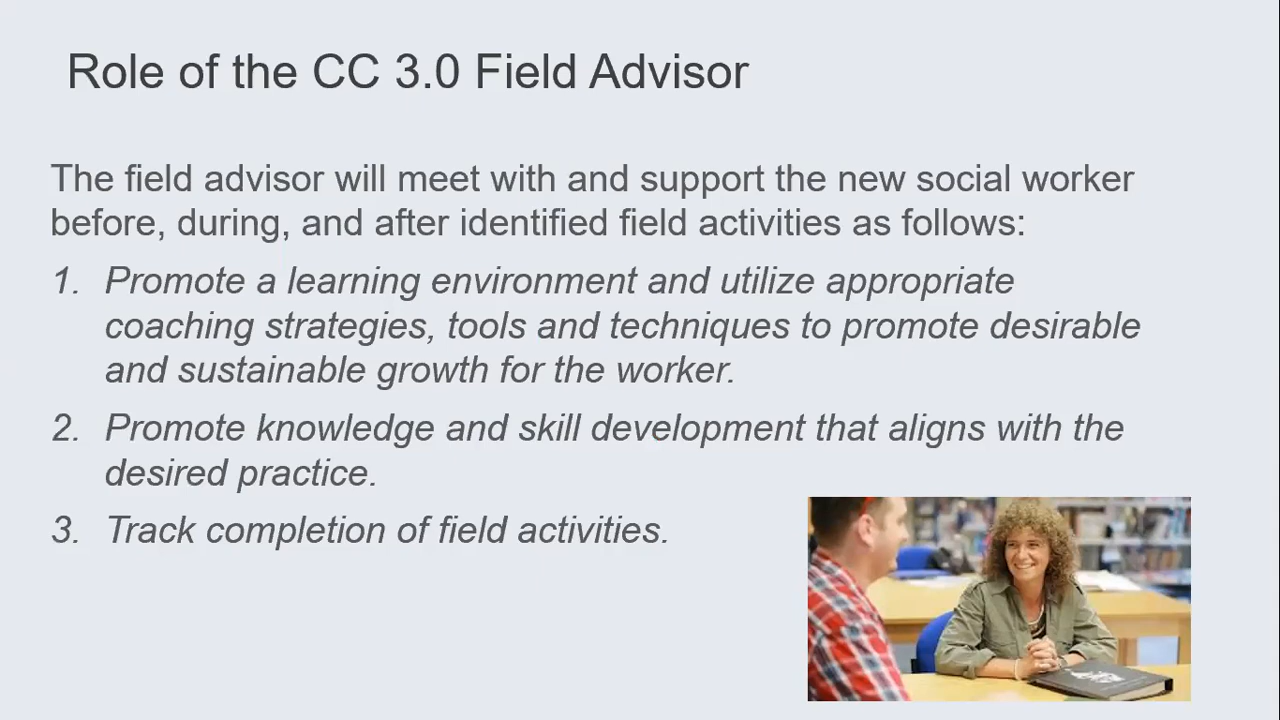 Role of the CC 3.0 Field Advisor
The field advisor will meet with and support the new social worker
before, during, and after identified field activities as follows:
1. Promote a learning environment and utilize appropriate
coaching strategies, tools and techniques to promote desirable
and sustainable growth for the worker.
2. Promote knowledge and skill development that aligns with the
desired practice.
3. Track completion of field activities.